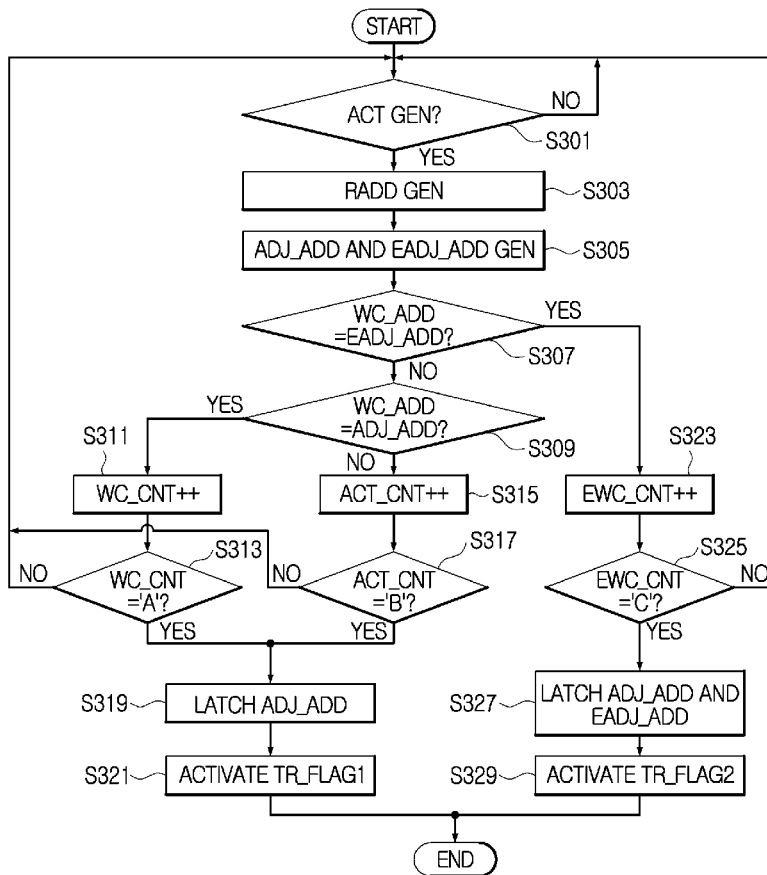 START
ACT GEN?
NO
S301
YES
RADD GEN
S303
ADJ_ADD AND EADJ_ADD GEN
S305
WC_ADD
=EADJ_ADD?
YES
S307
NO
YES
WC_ADD
=ADJ_ADD?
S309
S311
NO
S323
WC_CNT++
ACT_CNT++
S315
EWC_CNT++
S313
S317
S325
NO
WC_CNT
='A'?
NO
ACT_CNT
='B'?
EWC_CNT
='C'?
NO
YES
YES
YES
S319
LATCH ADJ_ADD
S327
LATCH ADJ_ADD AND
EADJ_ADD
S321
ACTIVATE TR_FLAG1
S329
ACTIVATE TR_FLAG2
END